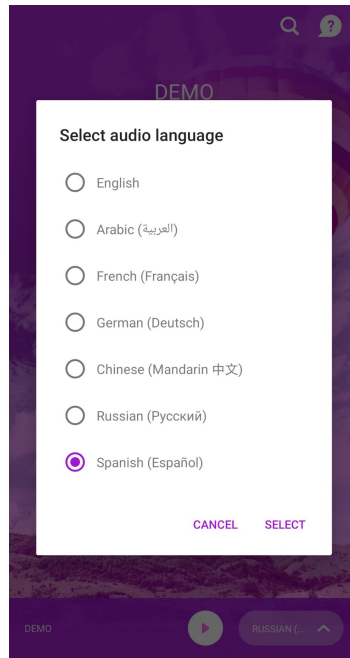 DEMO
Select audio language
English
Arabic (العربية)
French (Français)
German (Deutsch)
Chinese (Mandarin 中文)
Russian (Русский)
Spanish (Español)
CANCEL SELECT
DEMO RUSSIAN (...